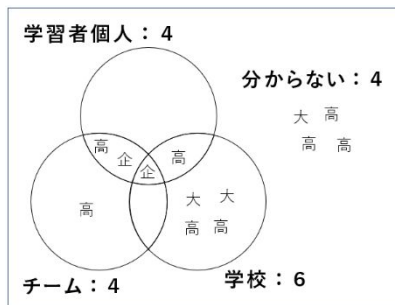 学習者個人：4
分からない：4
大 高
高 高
高 企 企 高
高
大 大
高 高
チーム：4
学校：6